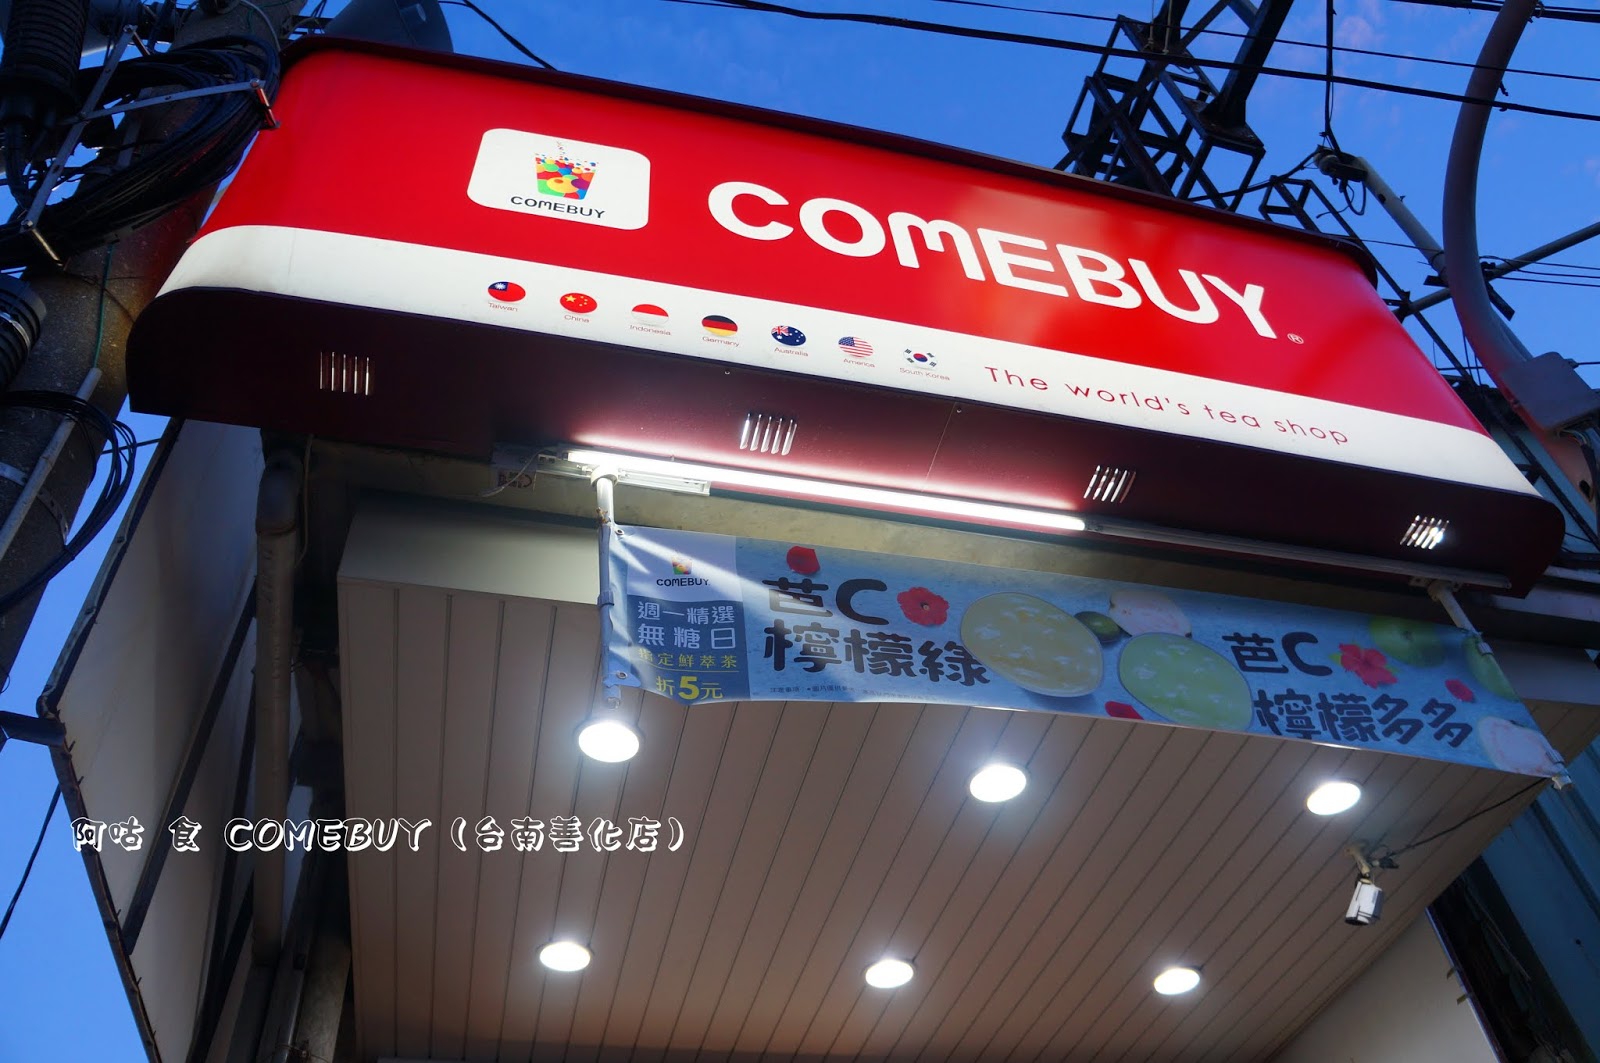 COMEBUY
COMEBUY®
Taiwan
China
Indonesia
Germany
Australia
America
South Korea
The world's tea shop
COMEBUY
週一精選
無糖日
定鮮萃茶
折5元
芭C
檸檬綠
芭C
檸檬多多
阿咕 食 COMEBUY（台南善化店）